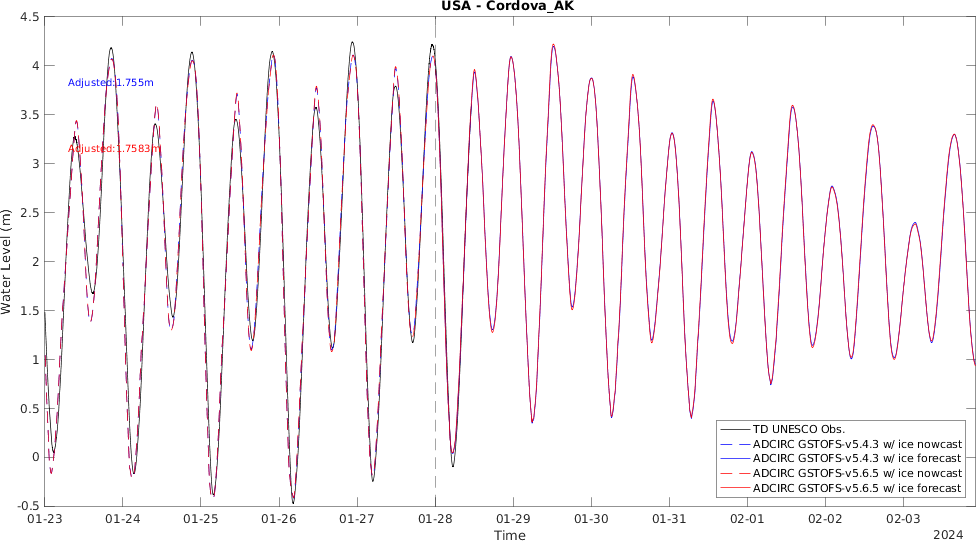 USA - Cordova_AK
4.5
4
3.5
3
2.5
2
1.5
1
0.5
0
-0.5
Water Level (m)
Adjusted:1.755m
Adjusted:1.7583m
TD UNESCO Obs.
ADCIRC GSTOFS-v5.4.3 w/ ice nowcast
ADCIRC GSTOFS-v5.4.3 w/ ice forecast
ADCIRC GSTOFS-v5.6.5 w/ ice nowcast
ADCIRC GSTOFS-v5.6.5 w/ ice forecast
01-23 01-24 01-25 01-26 01-27 01-28 01-29 01-30 01-31 02-01 02-02 02-03
Time
2024